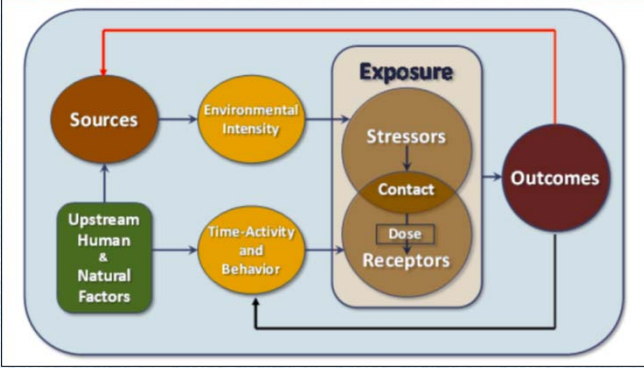 Exposure
Sources
Environmental
Intensity
Stressors
Contact
Dose
Receptors
Outcomes
Upstream
Human
&
Natural
Factors
Time-Activity
and
Behavior